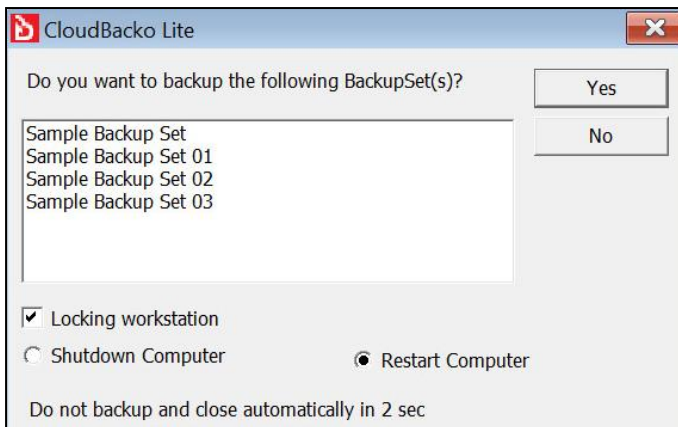 CloudBacko Lite
Do you want to backup the following BackupSet(s)?
Yes
No
Sample Backup Set
Sample Backup Set 01
Sample Backup Set 02
Sample Backup Set 03
Locking workstation
Shutdown Computer
Restart Computer
Do not backup and close automatically in 2 sec